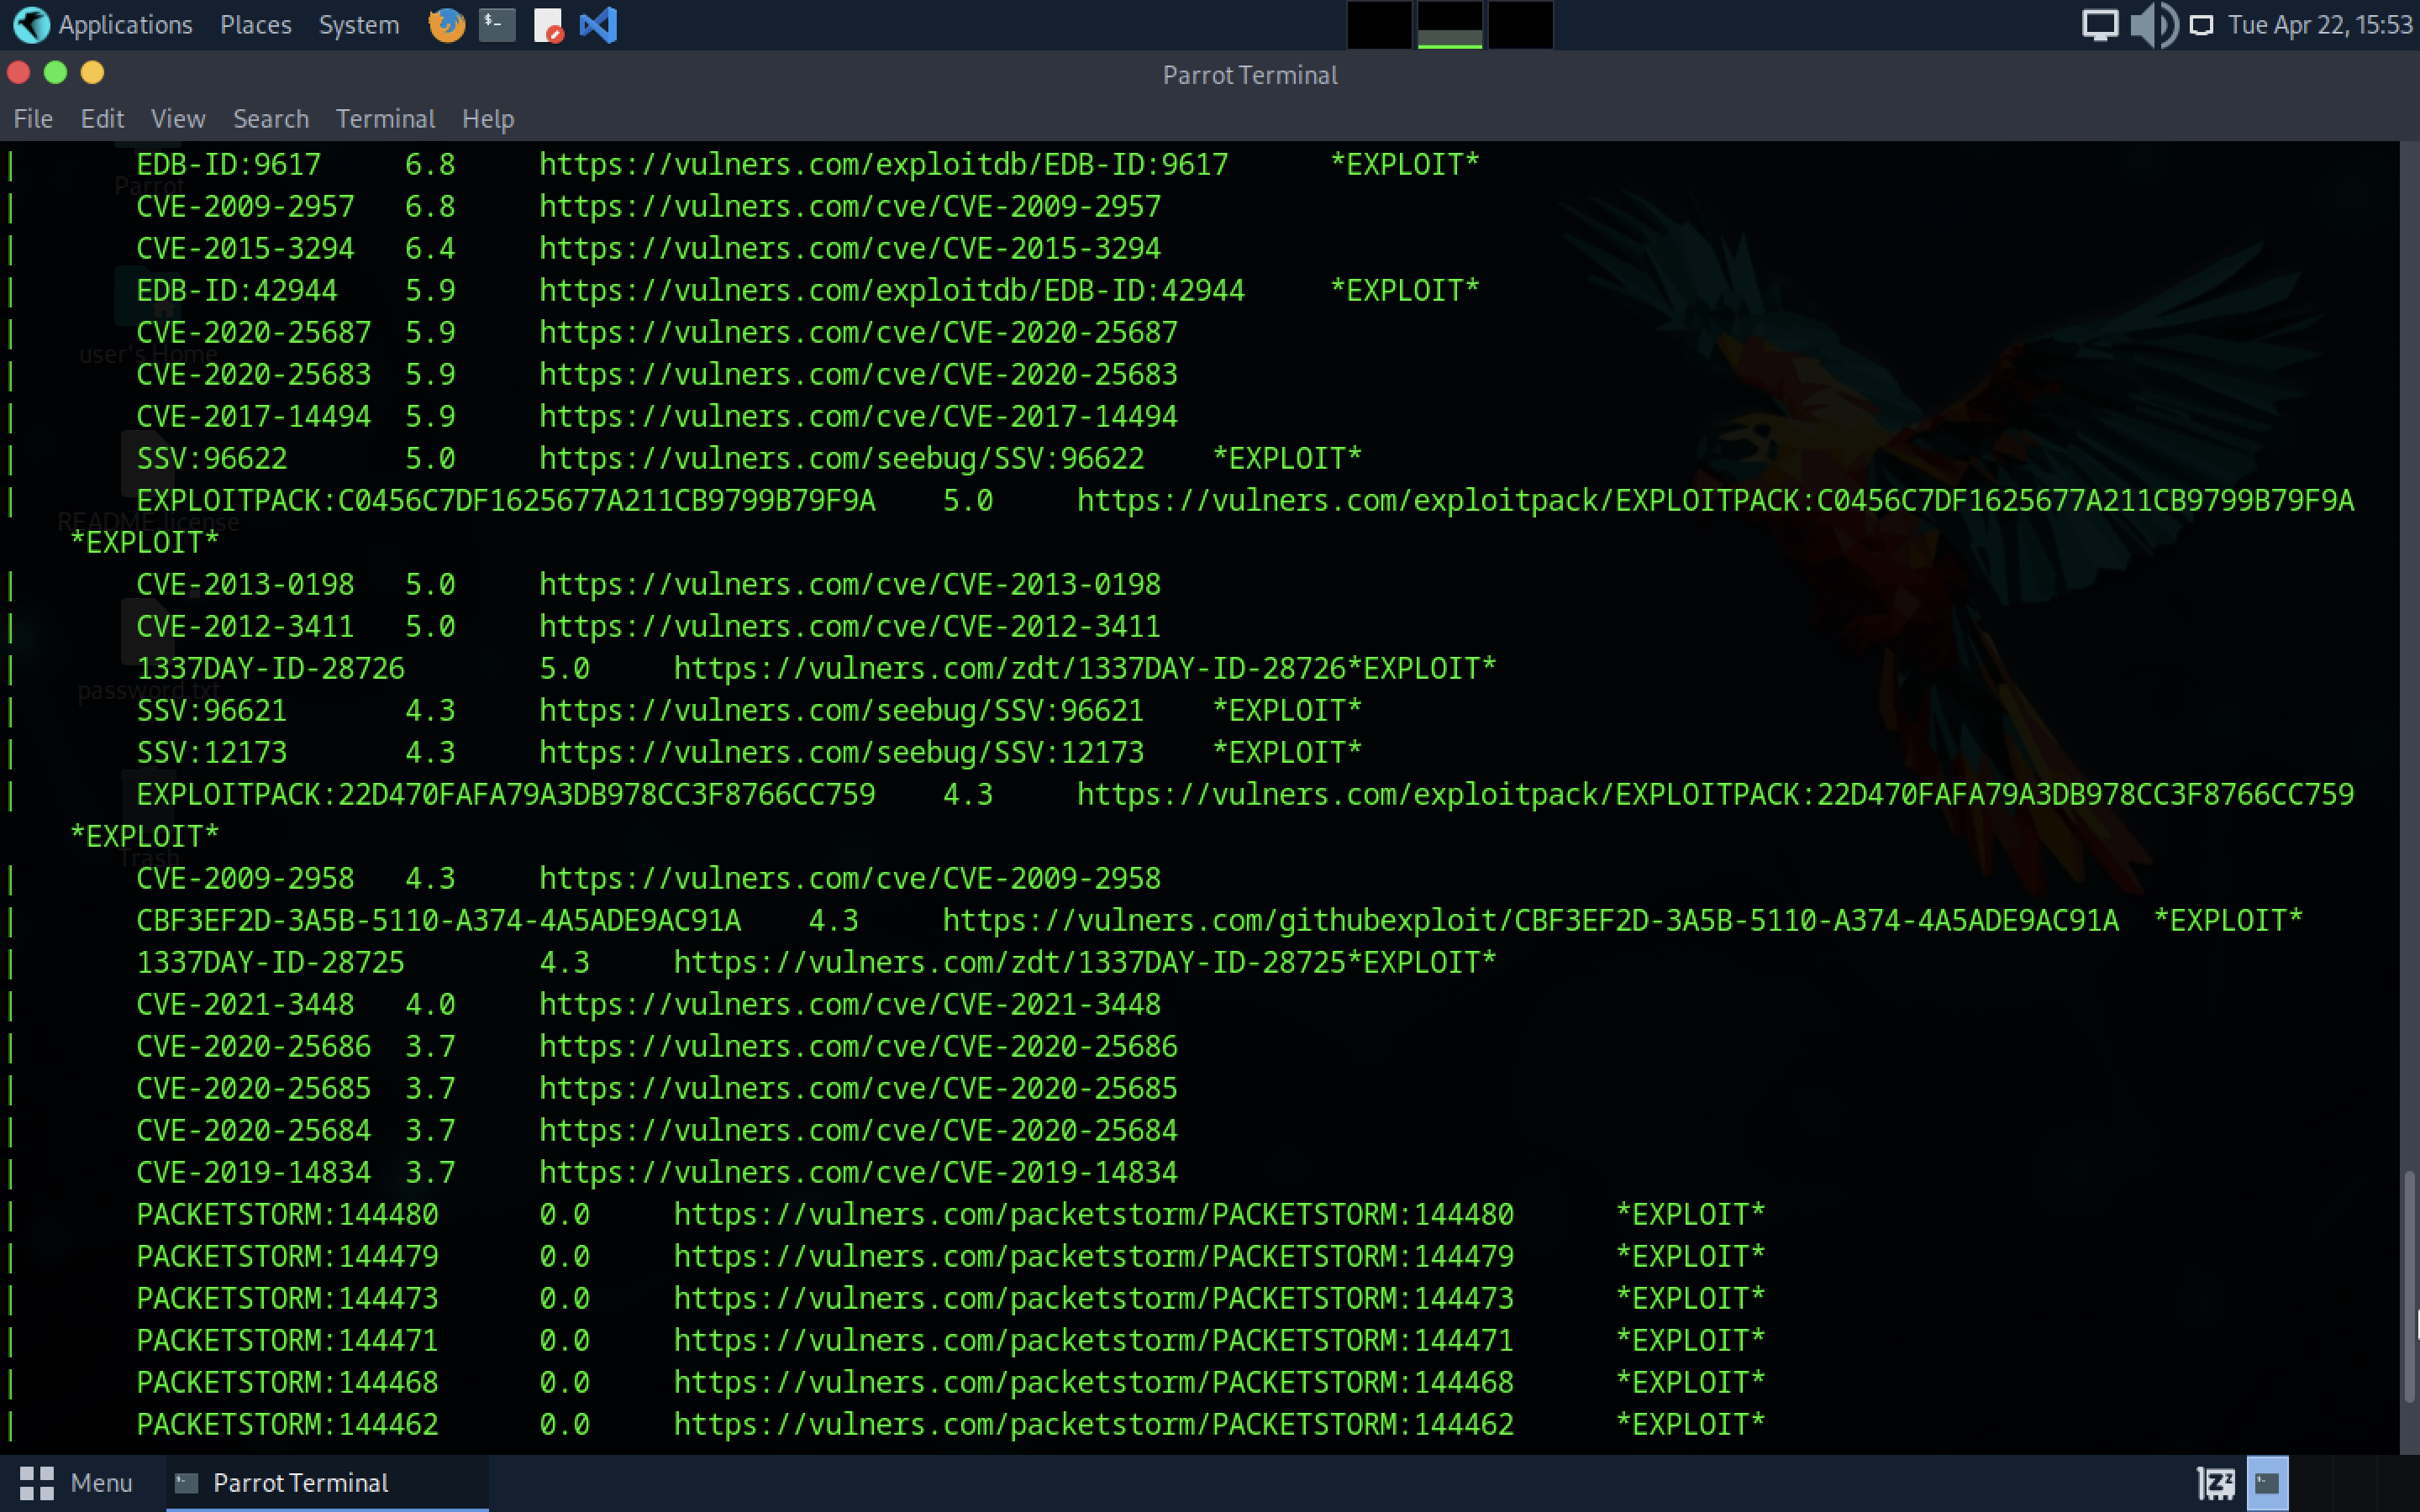 Applications Places System Tue Apr 22, 15:53
Parrot Terminal
File Edit View Search Terminal Help
| EDB-ID:9617 6.8 https://vulners.com/exploitdb/EDB-ID:9617 *EXPLOIT*
Parrot
| CVE-2009-2957 6.8 https://vulners.com/cve/CVE-2009-2957
| CVE-2015-3294 6.4 https://vulners.com/cve/CVE-2015-3294
| EDB-ID:42944 5.9 https://vulners.com/exploitdb/EDB-ID:42944 *EXPLOIT*
| CVE-2020-25687 5.9 https://vulners.com/cve/CVE-2020-25687
user's Home
| CVE-2020-25683 5.9 https://vulners.com/cve/CVE-2020-25683
| CVE-2017-14494 5.9 https://vulners.com/cve/CVE-2017-14494
| SSV:96622 5.0 https://vulners.com/seebug/SSV:96622 *EXPLOIT*
| EXPLOITPACK:C0456C7DF1625677A211CB9799B79F9A 5.0 https://vulners.com/exploitpack/EXPLOITPACK:C0456C7DF1625677A211CB9799B79F9A
README.license
*EXPLOIT*
| CVE-2013-0198 5.0 https://vulners.com/cve/CVE-2013-0198
| CVE-2012-3411 5.0 https://vulners.com/cve/CVE-2012-3411
| 1337DAY-ID-28726 5.0 https://vulners.com/zdt/1337DAY-ID-28726*EXPLOIT*
password.txt
| SSV:96621 4.3 https://vulners.com/seebug/SSV:96621 *EXPLOIT*
| SSV:12173 4.3 https://vulners.com/seebug/SSV:12173 *EXPLOIT*
| EXPLOITPACK:22D470FAFA79A3DB978CC3F8766CC759 4.3 https://vulners.com/exploitpack/EXPLOITPACK:22D470FAFA79A3DB978CC3F8766CC759
*EXPLOIT*
Trash
| CVE-2009-2958 4.3 https://vulners.com/cve/CVE-2009-2958
| CBF3EF2D-3A5B-5110-A374-4A5ADE9AC91A 4.3 https://vulners.com/githubexploit/CBF3EF2D-3A5B-5110-A374-4A5ADE9AC91A *EXPLOIT*
| 1337DAY-ID-28725 4.3 https://vulners.com/zdt/1337DAY-ID-28725*EXPLOIT*
| CVE-2021-3448 4.0 https://vulners.com/cve/CVE-2021-3448
| CVE-2020-25686 3.7 https://vulners.com/cve/CVE-2020-25686
| CVE-2020-25685 3.7 https://vulners.com/cve/CVE-2020-25685
| CVE-2020-25684 3.7 https://vulners.com/cve/CVE-2020-25684
| CVE-2019-14834 3.7 https://vulners.com/cve/CVE-2019-14834
| PACKETSTORM:144480 0.0 https://vulners.com/packetstorm/PACKETSTORM:144480 *EXPLOIT*
| PACKETSTORM:144479 0.0 https://vulners.com/packetstorm/PACKETSTORM:144479 *EXPLOIT*
| PACKETSTORM:144473 0.0 https://vulners.com/packetstorm/PACKETSTORM:144473 *EXPLOIT*
| PACKETSTORM:144471 0.0 https://vulners.com/packetstorm/PACKETSTORM:144471 *EXPLOIT*
| PACKETSTORM:144468 0.0 https://vulners.com/packetstorm/PACKETSTORM:144468 *EXPLOIT*
| PACKETSTORM:144462 0.0 https://vulners.com/packetstorm/PACKETSTORM:144462 *EXPLOIT*
Menu Parrot Terminal